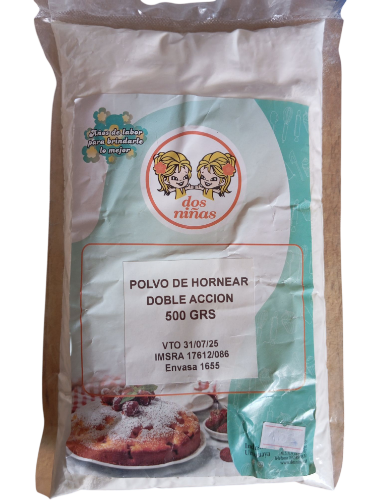 Años de labor
para brindarle
lo mejor
dos
niñas
POLVO DE HORNEAR
DOBLE ACCION
500 GRS
VTO 31/07/25
IMSRA 17612/086
Envasa 1655